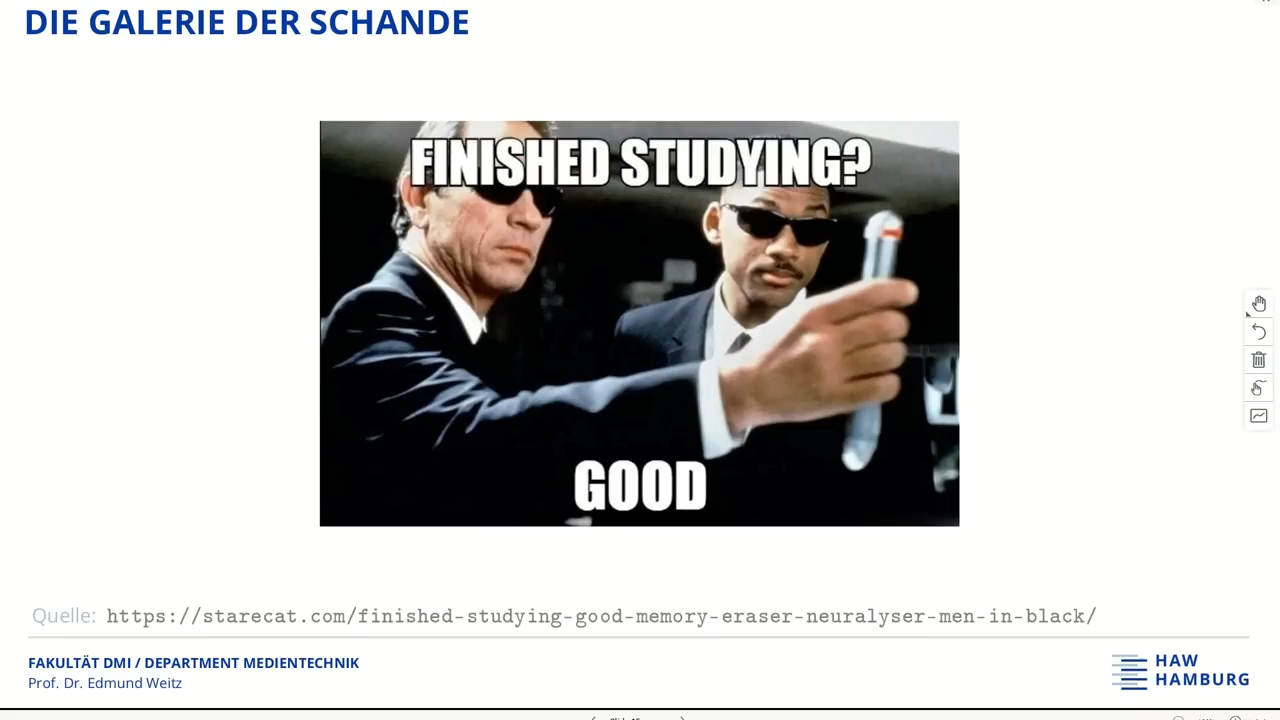 DIE GALERIE DER SCHANDE
FINISHED STUDYING?
GOOD
Quelle: https://starecat.com/finished-studying-good-memory-eraser-neuralyser-men-in-black/
FAKULTÄT DMI / DEPARTMENT MEDIENTECHNIK
Prof. Dr. Edmund Weitz
HAW
HAMBURG